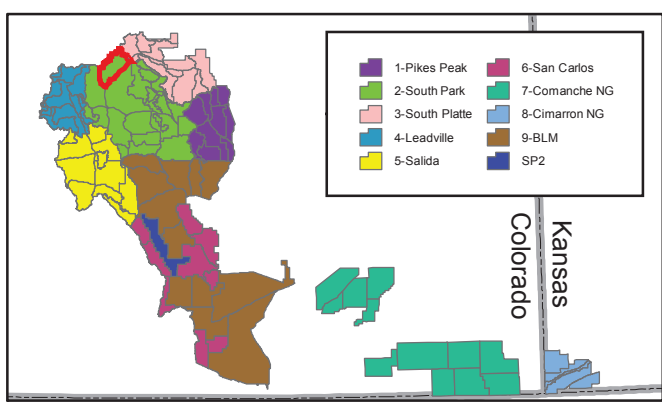 1-Pikes Peak
2-South Park
3-South Platte
4-Leadville
5-Salida
6-San Carlos
7-Comanche NG
8-Cimarron NG
9-BLM
SP2
Kansas
Colorado